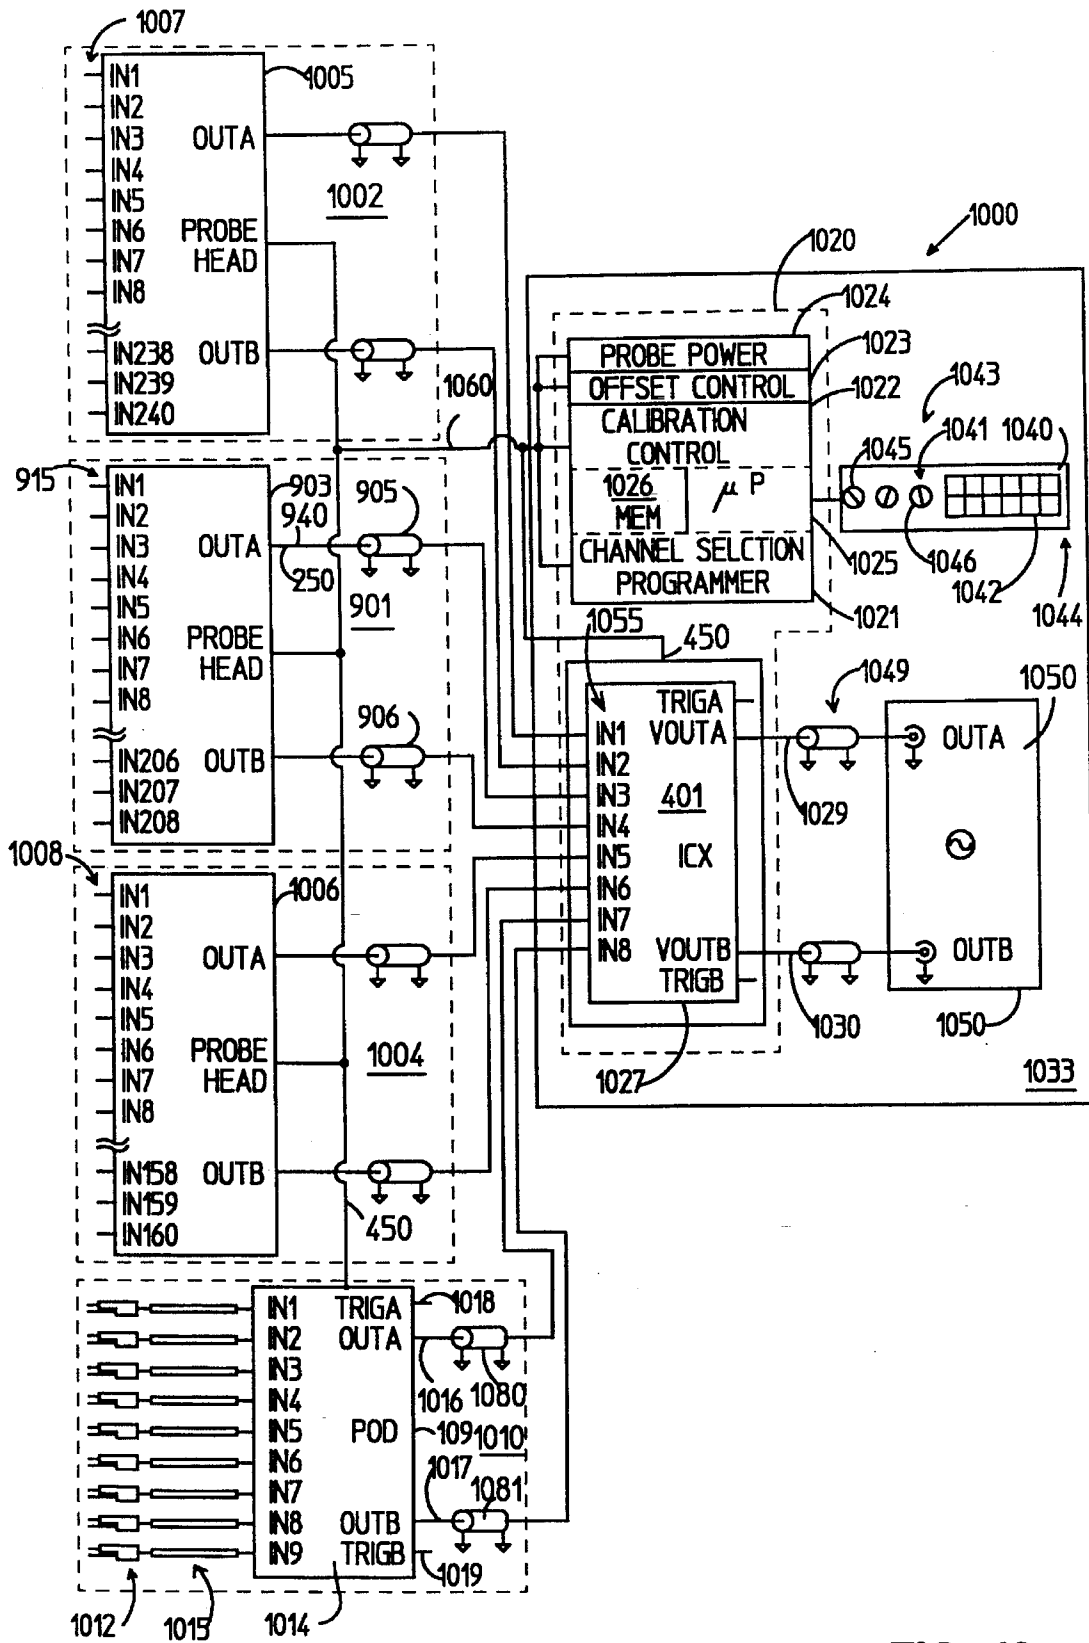 1007
IN1
IN2
IN3
IN4
IN5
IN6
IN7
IN8
IN238
IN239
IN240
OUTA
PROBE
HEAD
OUTB
1005
1002
1060
915
IN1
IN2
IN3
IN4
IN5
IN6
IN7
IN8
IN206
IN207
IN208
OUTA
PROBE
HEAD
OUTB
903
940
250
905
901
906
1008
IN1
IN2
IN3
IN4
IN5
IN6
IN7
IN8
IN158
IN159
IN160
OUTA
PROBE
HEAD
OUTB
1006
1004
450
IN1
IN2
IN3
IN4
IN5
IN6
IN7
IN8
IN9
TRIGA
OUTA
POD
OUTB
TRIGB
1018
1016
1080
109
1010
1017
1081
1019
1012
1015
1014
1000
1020
1024
PROBE POWER
1023
OFFSET CONTROL
1022
CALIBRATION
CONTROL
1026
MEM
μ P
CHANNEL SELCTION
PROGRAMMER
1043
1045
1041
1040
1025
1046
1042
1044
1021
1055
450
TRIGA
IN1
IN2
IN3
IN4
IN5
IN6
IN7
IN8
VOUTA
401
ICX
VOUTB
TRIGB
1027
1049
1029
1030
1050
OUTA
OUTB
1050
1033